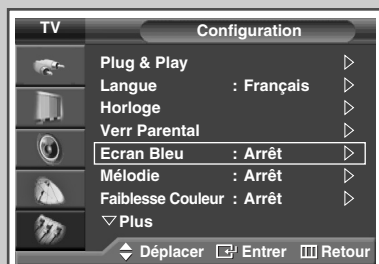 TV
Configuration
Plug & Play
Langue : Français
Horloge
Verr Parental
Ecran Bleu : Arrêt
Mélodie : Arrêt
Faiblesse Couleur : Arrêt
Plus
Déplacer Entrer Retour